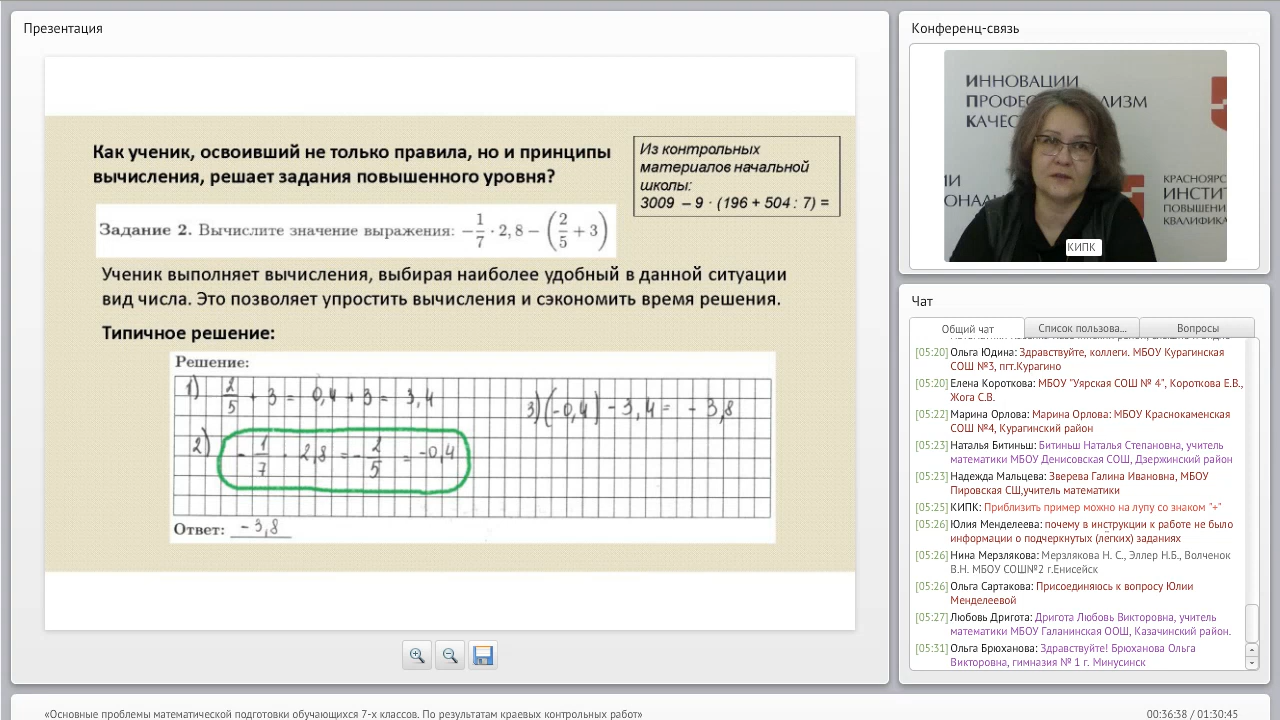 Презентация
Как ученик, освоивший не только правила, но и принципы
вычисления, решает задания повышенного уровня?
Из контрольных
материалов начальной
школы:
3009 – 9 · (196 + 504 : 7) =
Задание 2. Вычислите значение выражения: −1/7 · 2,8 − (2/5 + 3)
Ученик выполняет вычисления, выбирая наиболее удобный в данной ситуации
вид числа. Это позволяет упростить вычисления и сэкономить время решения.
Типичное решение:
Решение:
1) 2/5 + 3 = 0,4 + 3 = 3,4
3) (-0,4) - 3,4 = - 3,8
2) - 1/7 · 2,8 = - 2/5 = -0,4
Ответ: -3,8
Конференц-связь
ИННОВАЦИИ
КАЧЕС
КРАСНОЯРС
ИНСТИТ
ПОВЫШЕНИ
КВАЛИФИКА
КИПК
Чат
Общий чат
Список пользова...
Вопросы
[05:20] Ольга Юдина: Здравствуйте, коллеги. МБОУ Курагинская
СОШ №3, пгт.Курагино
[05:20] Елена Короткова: МБОУ "Уярская СОШ № 4", Короткова Е.В.,
Жога С.В.
[05:22] Марина Орлова: Марина Орлова: МБОУ Краснокаменская
СОШ №4, Курагинский район
[05:23] Наталья Битиньш: Битиньш Наталья Степановна, учитель
математики МБОУ Денисовская СОШ, Дзержинский район
[05:23] Надежда Мальцева: Зверева Галина Ивановна, МБОУ
Пировская СШ,учитель математики
[05:25] КИПК: Приблизить пример можно на лупу со знаком "+"
[05:26] Юлия Менделеева: почему в инструкции к работе не было
информации о подчеркнутых (легких) заданиях
[05:26] Нина Мерзлякова: Мерзлякова Н. С., Эллер Н.Б., Волченок
В.Н. МБОУ СОШ№2 г.Енисейск
[05:26] Ольга Сартакова: Присоединяюсь к вопросу Юлии
Менделеевой
[05:27] Любовь Дригота: Дригота Любовь Викторовна, учитель
математики МБОУ Галанинская ООШ, Казачинский район.
[05:31] Ольга Брюханова: Здравствуйте! Брюханова Ольга
Викторовна, гимназия № 1 г. Минусинск
«Основные проблемы математической подготовки обучающихся 7-х классов. По результатам краевых контрольных работ»
00:36:38 / 01:30:45